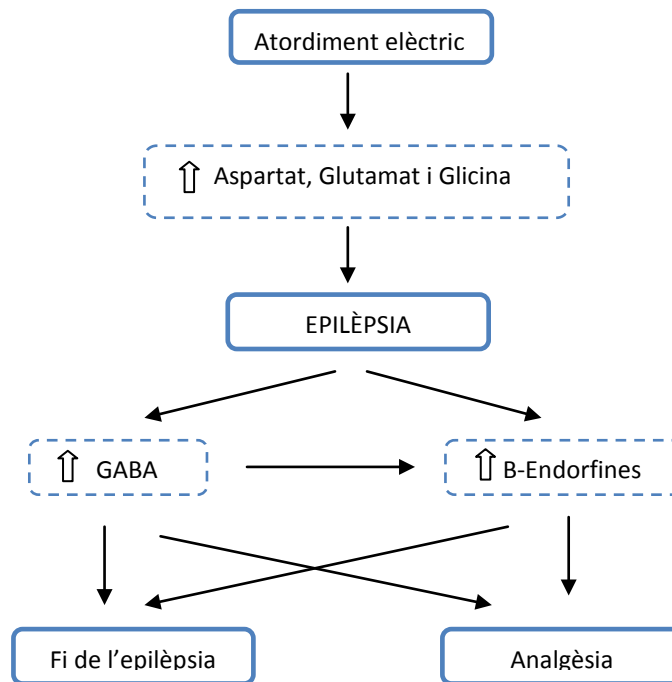 Atordiment elèctric
Aspartat, Glutamat i Glicina
EPILÈPSIA
GABA
B-Endorfines
Fi de l'epilèpsia
Analgèsia